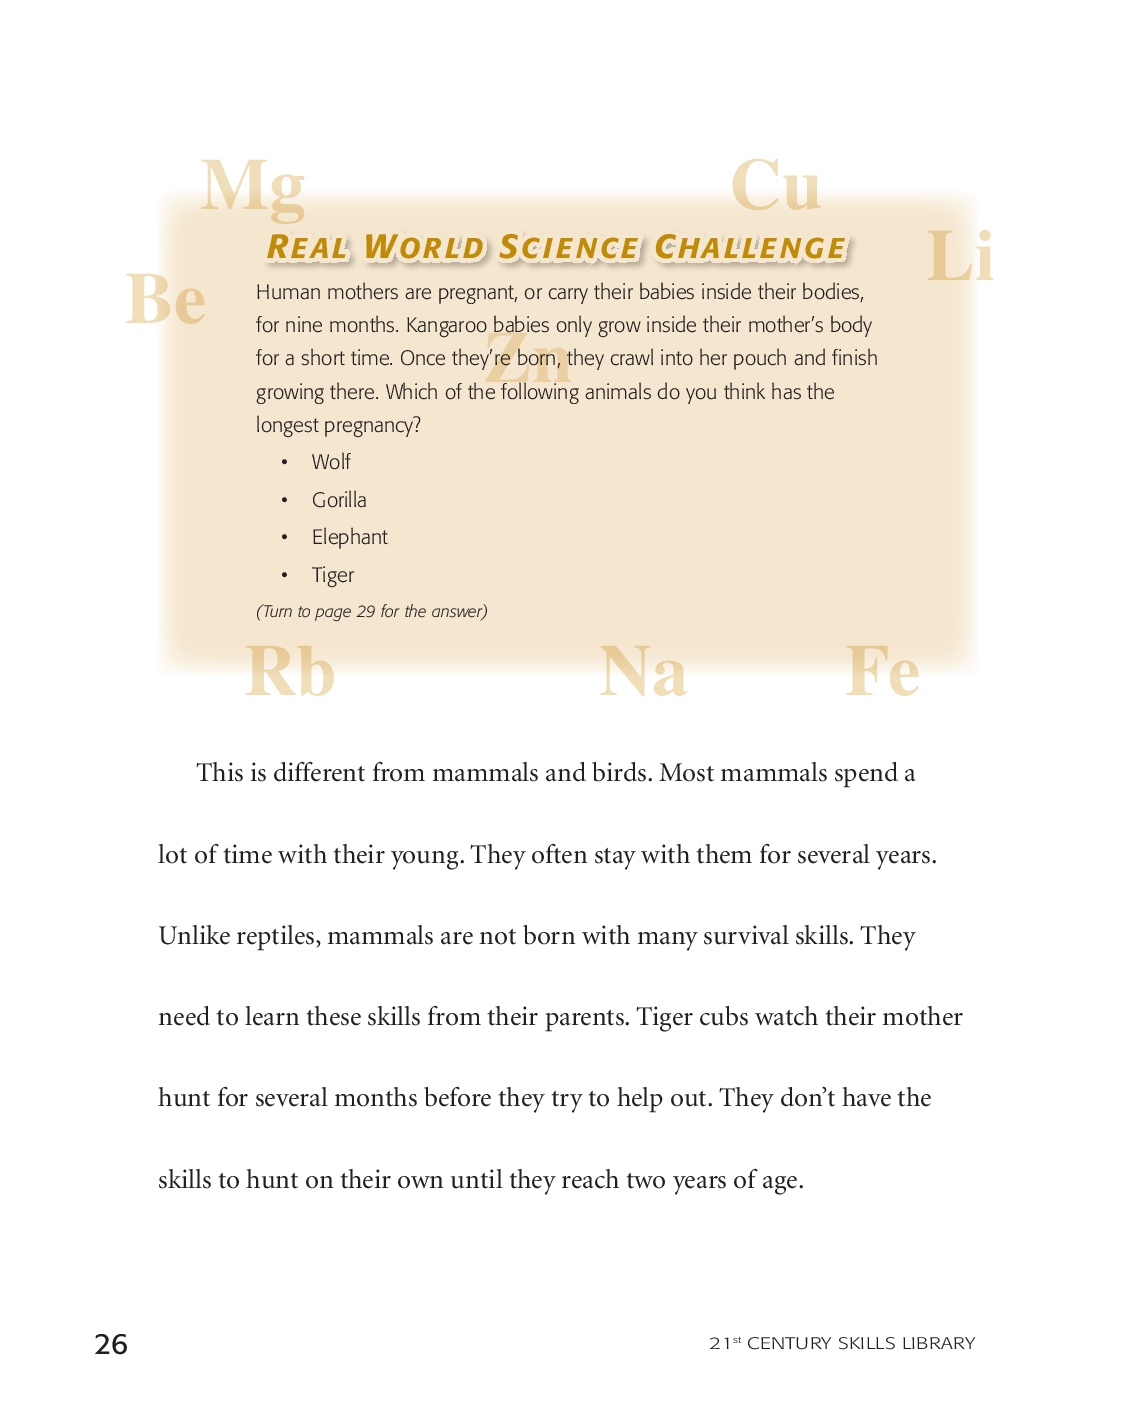 Mg
Cu
Li
Be
REAL WORLD SCIENCE CHALLENGE
Human mothers are pregnant, or carry their babies inside their bodies,
for nine months. Kangaroo babies only grow inside their mother’s body
Zn
for a short time. Once they’re born, they crawl into her pouch and finish
growing there. Which of the following animals do you think has the
longest pregnancy?
• Wolf
• Gorilla
• Elephant
• Tiger
(Turn to page 29 for the answer)
Rb
Na
Fe
This is different from mammals and birds. Most mammals spend a
lot of time with their young. They often stay with them for several years.
Unlike reptiles, mammals are not born with many survival skills. They
need to learn these skills from their parents. Tiger cubs watch their mother
hunt for several months before they try to help out. They don’t have the
skills to hunt on their own until they reach two years of age.
26
21st CENTURY SKILLS LIBRARY